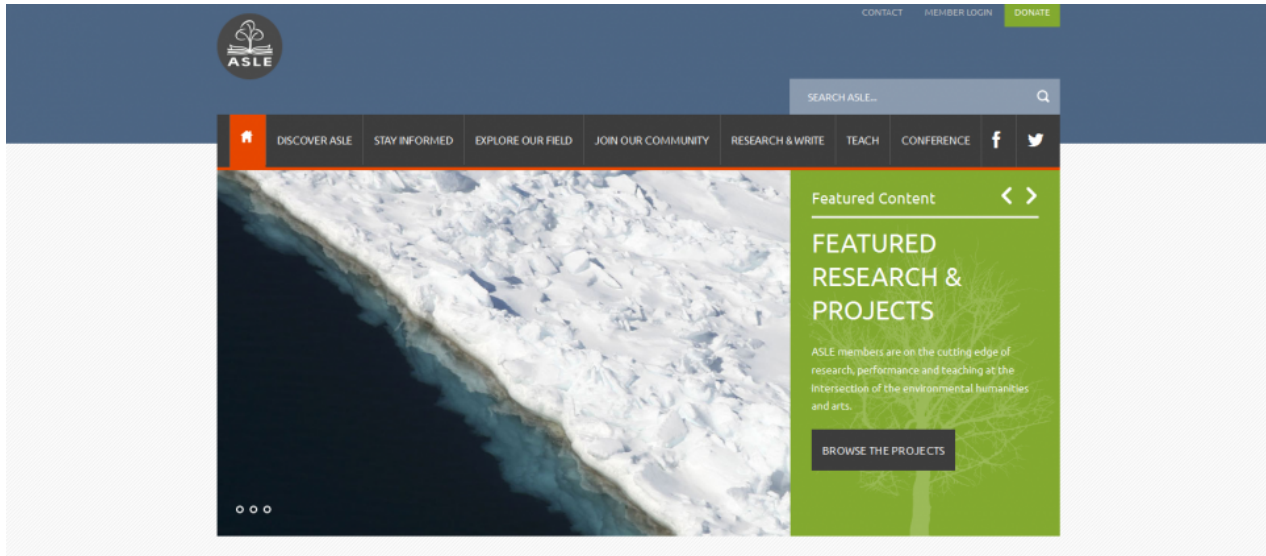 CONTACT MEMBER LOGIN DONATE
ASLE
SEARCH ASLE...
DISCOVER ASLE STAY INFORMED EXPLORE OUR FIELD JOIN OUR COMMUNITY RESEARCH & WRITE TEACH CONFERENCE
Featured Content
FEATURED
RESEARCH &
PROJECTS
ASLE members are on the cutting edge of
research, performance and teaching at the
intersection of the environmental humanities
and arts.
BROWSE THE PROJECTS